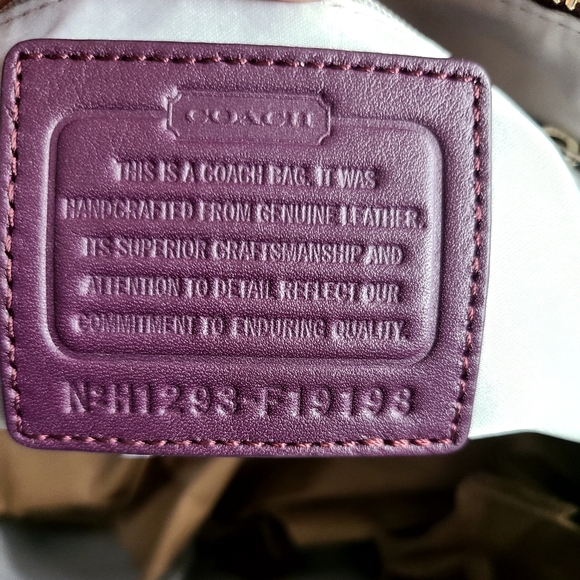 COACH
THIS IS A COACH BAG. IT WAS
HANDCRAFTED FROM GENUINE LEATHER.
ITS SUPERIOR CRAFTSMANSHIP AND
ATTENTION TO DETAIL REFLECT OUR
COMMITMENT TO ENDURING QUALITY.
Nº H1293-F19193